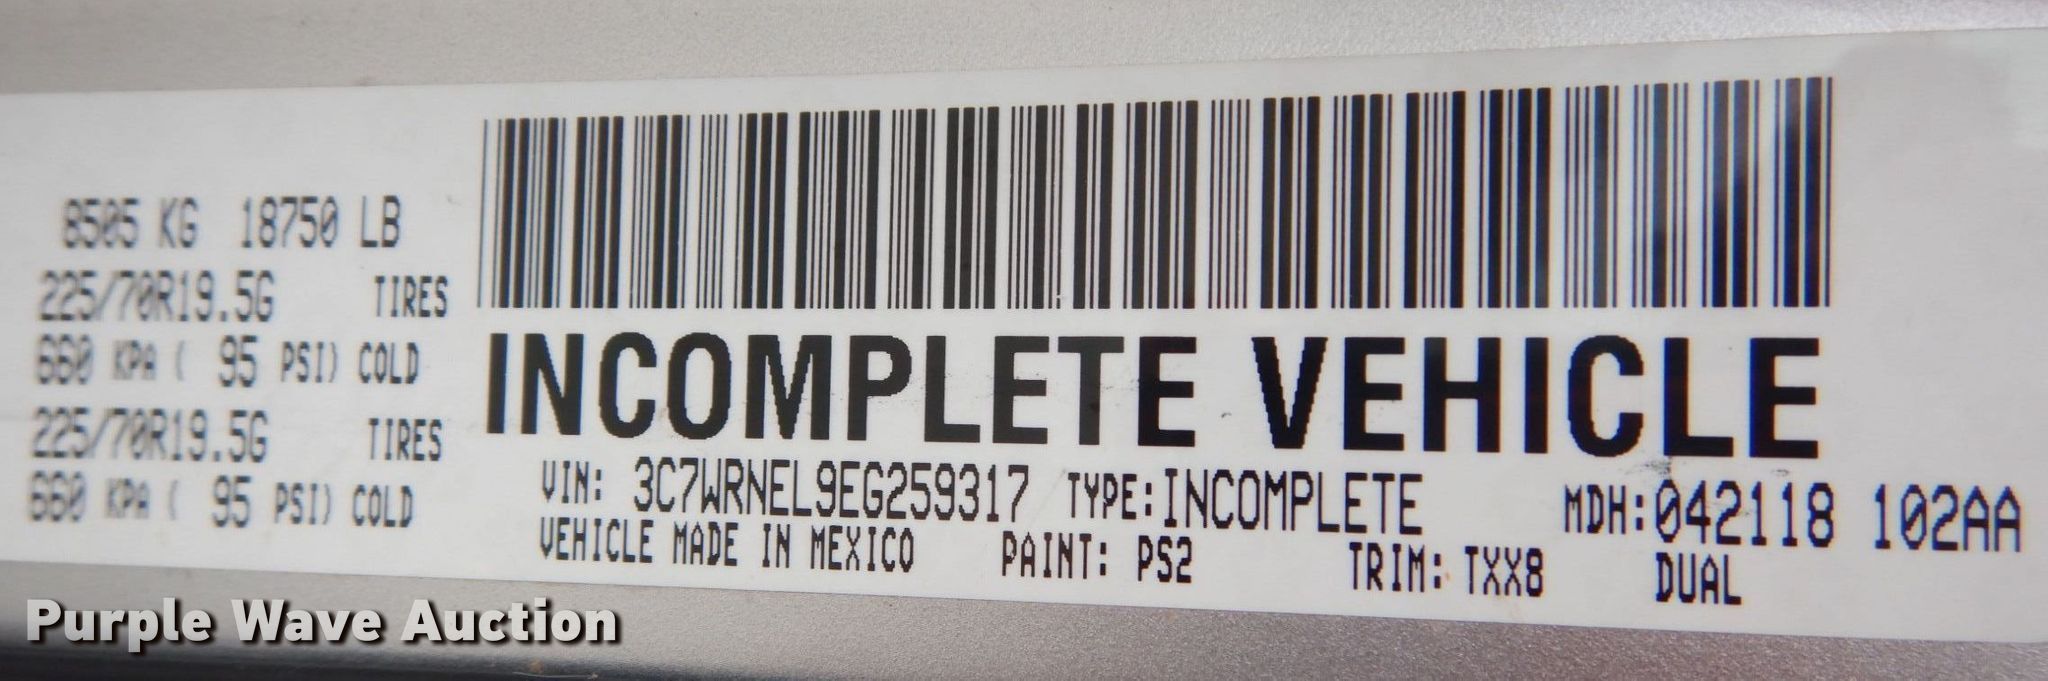 8505 KG 18750 LB
225/70R19.5G TIRES
660 KPA ( 95 PSI) COLD
225/70R19.5G TIRES
660 KPA ( 95 PSI) COLD
INCOMPLETE VEHICLE
VIN: 3C7WRNEL9EG259317 TYPE:INCOMPLETE MDH:042118 102AA
VEHICLE MADE IN MEXICO PAINT: PS2 TRIM: TXX8 DUAL
Purple Wave Auction